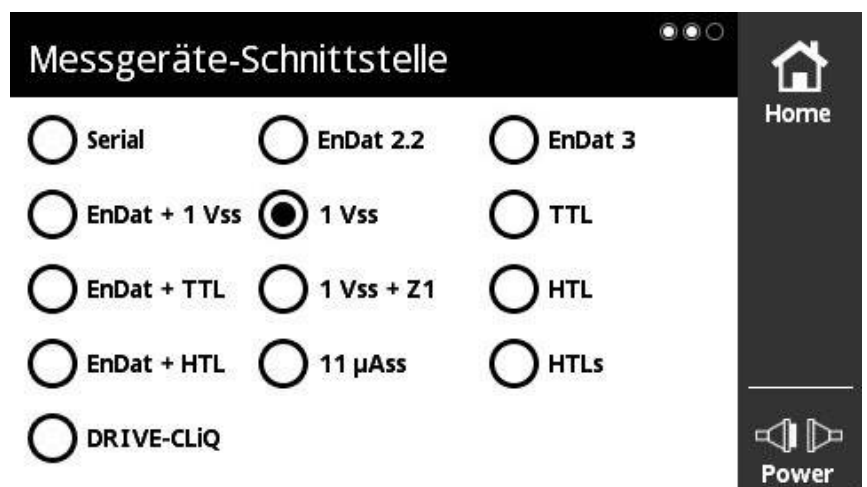 Messgeräte-Schnittstelle
Home
Serial EnDat 2.2 EnDat 3
EnDat + 1 Vss 1 Vss TTL
EnDat + TTL 1 Vss + Z1 HTL
EnDat + HTL 11 µAss HTLs
DRIVE-CLiQ
Power